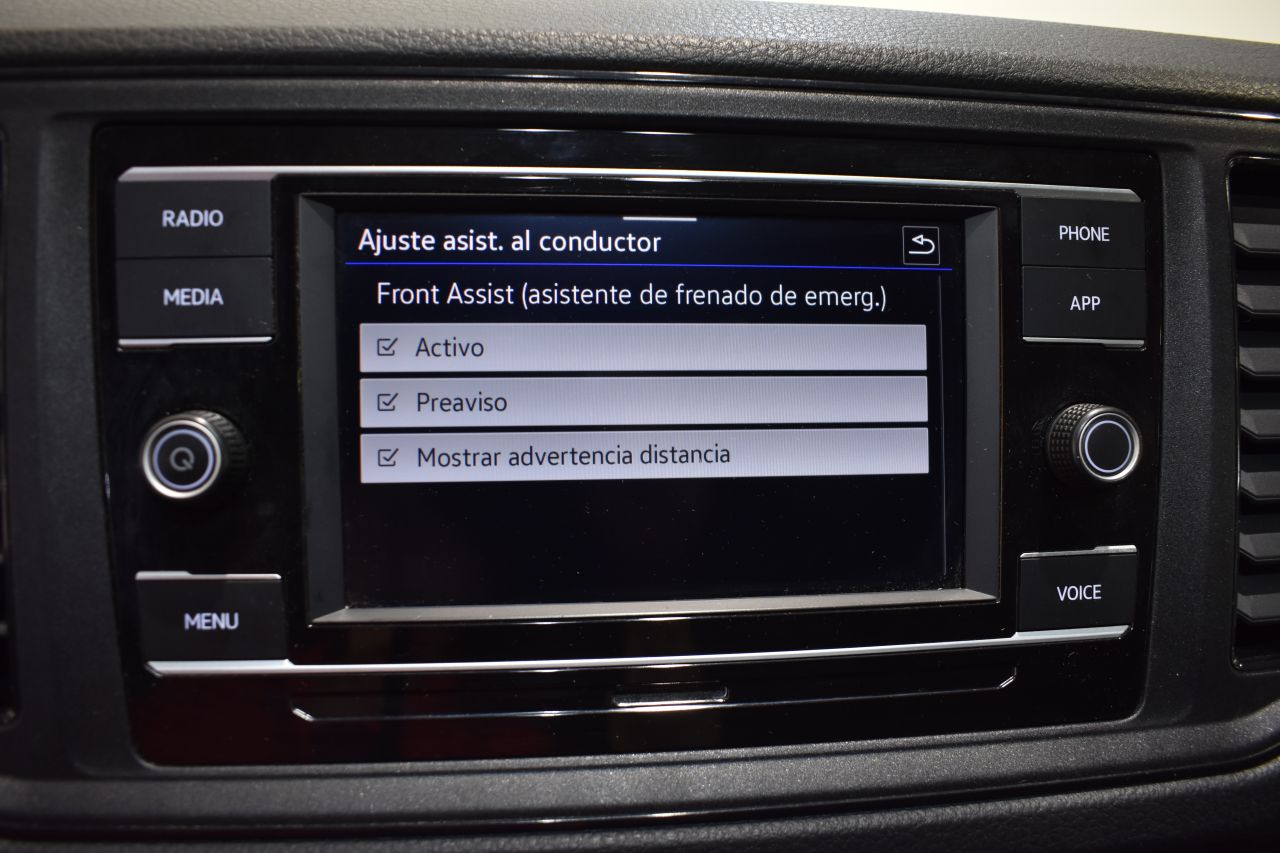 RADIO
MEDIA
MENU
Ajuste asist. al conductor
Front Assist (asistente de frenado de emerg.)
Activo
Preaviso
Mostrar advertencia distancia
PHONE
APP
VOICE